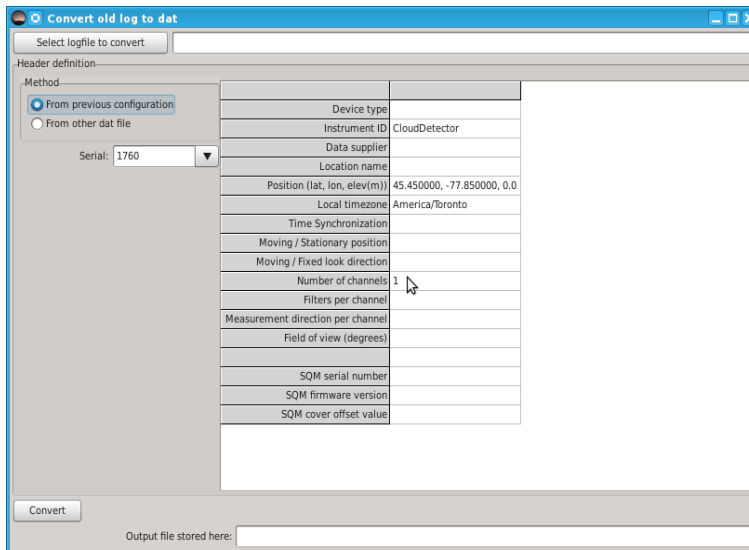 Convert old log to dat
Select logfile to convert
Header definition
Method
From previous configuration
From other dat file
Serial: 1760
Device type
Instrument ID CloudDetector
Data supplier
Location name
Position (lat, lon, elev(m)) 45.450000, -77.850000, 0.0
Local timezone America/Toronto
Time Synchronization
Moving / Stationary position
Moving / Fixed look direction
Number of channels 1
Filters per channel
Measurement direction per channel
Field of view (degrees)
SQM serial number
SQM firmware version
SQM cover offset value
Convert
Output file stored here: